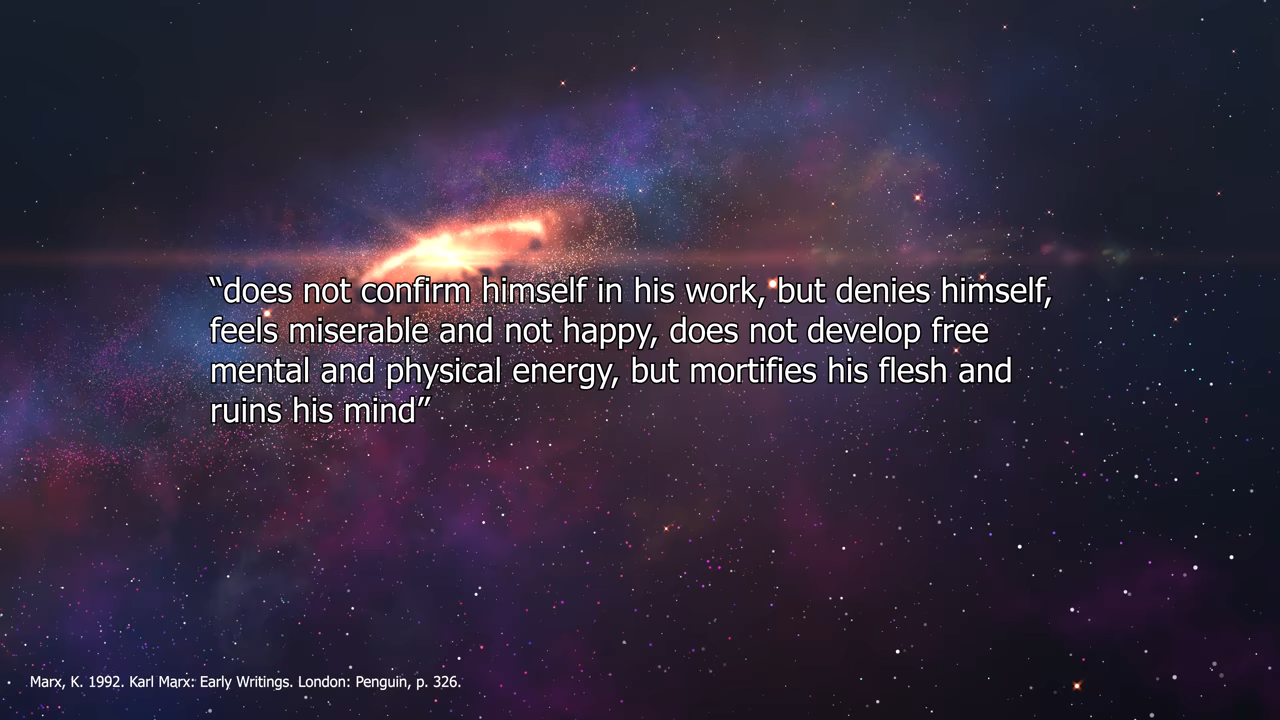 “does not confirm himself in his work, but denies himself,
feels miserable and not happy, does not develop free
mental and physical energy, but mortifies his flesh and
ruins his mind”
Marx, K. 1992. Karl Marx: Early Writings. London: Penguin, p. 326.